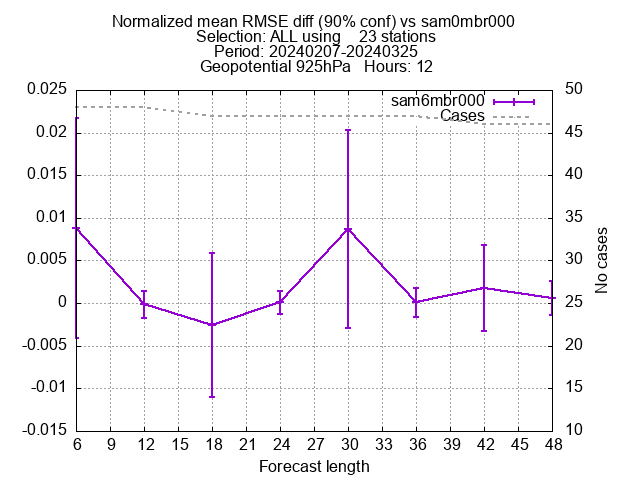 Normalized mean RMSE diff (90% conf) vs sam0mbr000
Selection: ALL using    23 stations
Period: 20240207-20240325
Geopotential 925hPa   Hours: 12
sam6mbr000
Cases
0.025
0.02
0.015
0.01
0.005
0
-0.005
-0.01
-0.015
50
45
40
35
30
25
20
15
10
No cases
6 9 12 15 18 21 24 27 30 33 36 39 42 45 48
Forecast length